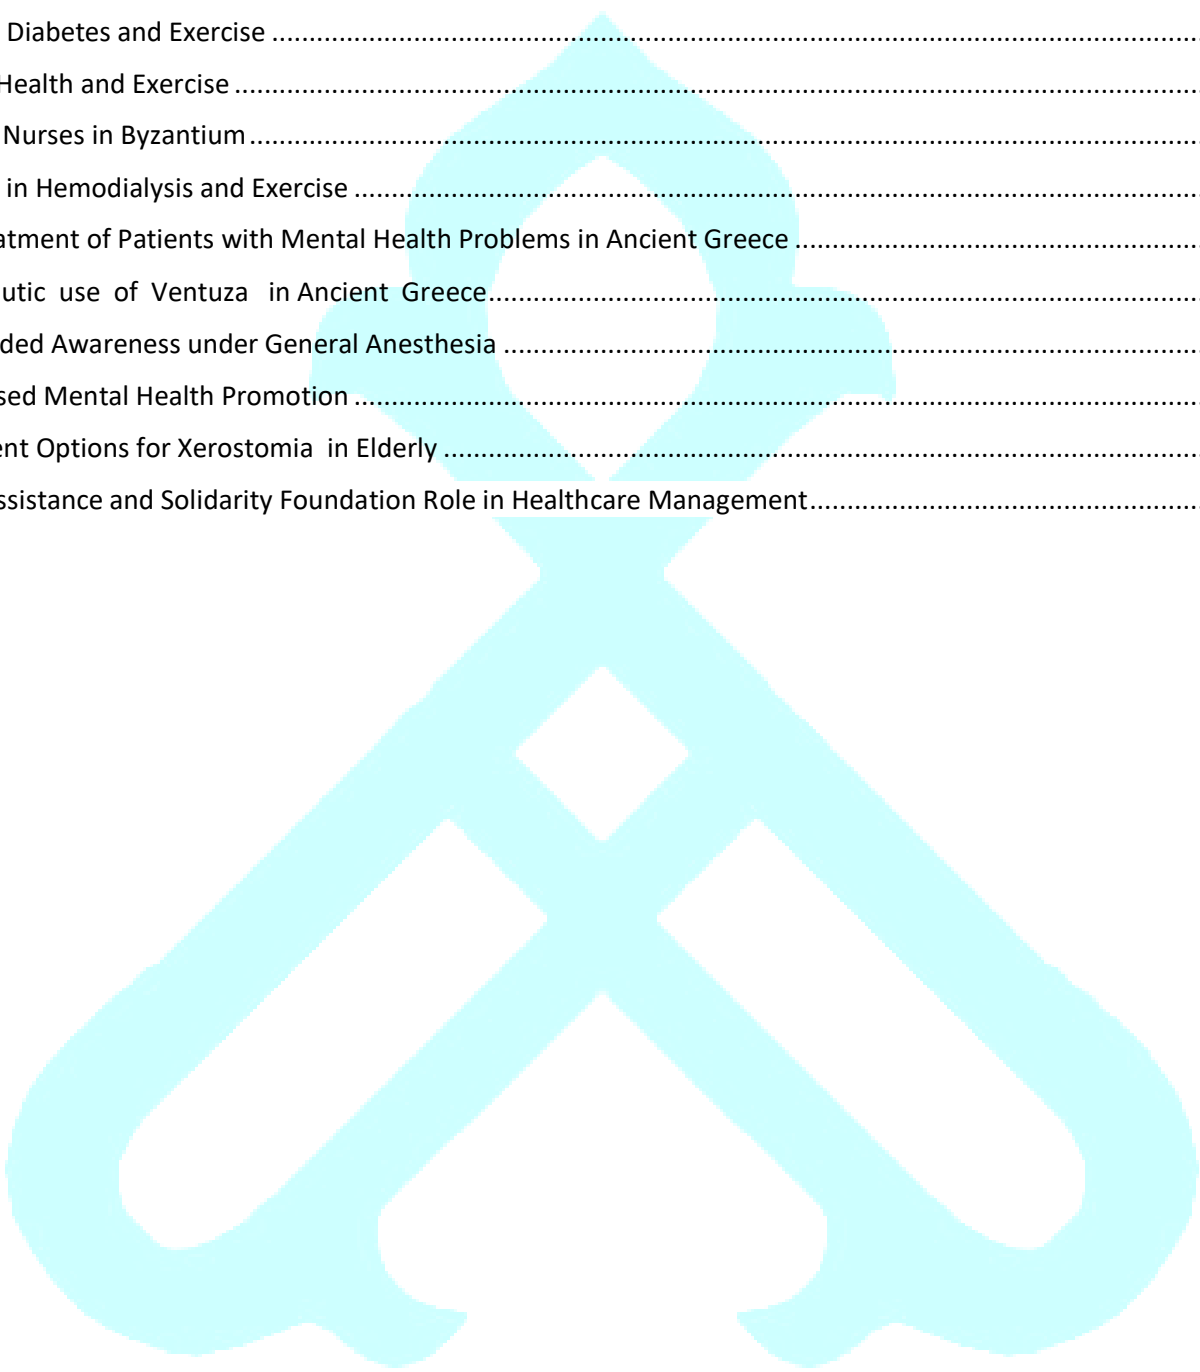 Diabetes and Exercise ................................................................................................................................
Health and Exercise ................................................................................................................................
Nurses in Byzantium ................................................................................................................................
in Hemodialysis and Exercise ................................................................................................................
atment of Patients with Mental Health Problems in Ancient Greece ......................................................
utic use of Ventuza in Ancient Greece................................................................................................
ded Awareness under General Anesthesia ................................................................................................
sed Mental Health Promotion ................................................................................................................
ent Options for Xerostomia in Elderly ................................................................................................
ssistance and Solidarity Foundation Role in Healthcare Management......................................................